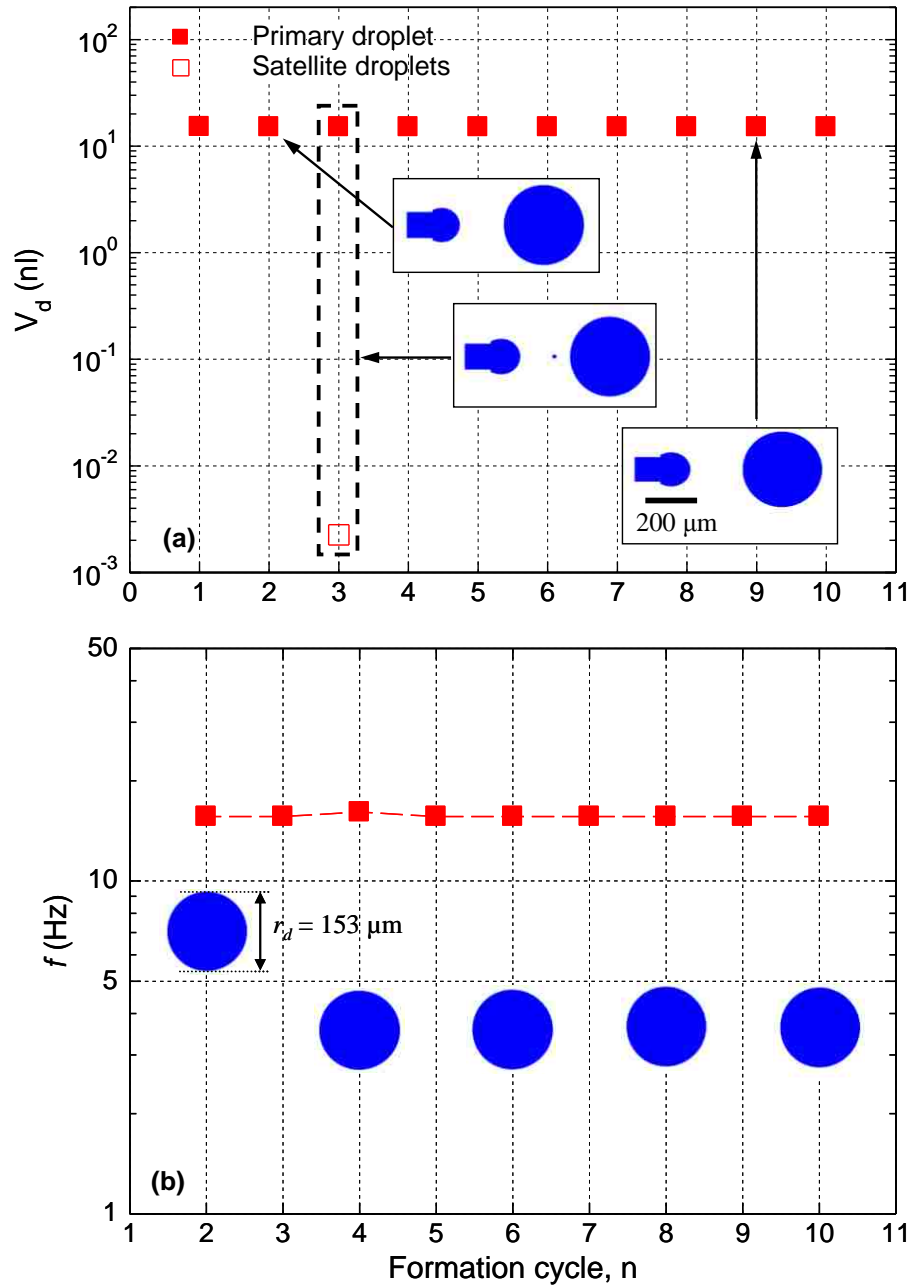 10²
Primary droplet
Satellite droplets
10¹
10⁰
10⁻¹
10⁻²
10⁻³
V_d (nl)
200 μm
(a)
0 1 2 3 4 5 6 7 8 9 10 11
50
10
5
1
f (Hz)
r_d = 153 μm
(b)
1 2 3 4 5 6 7 8 9 10 11
Formation cycle, n